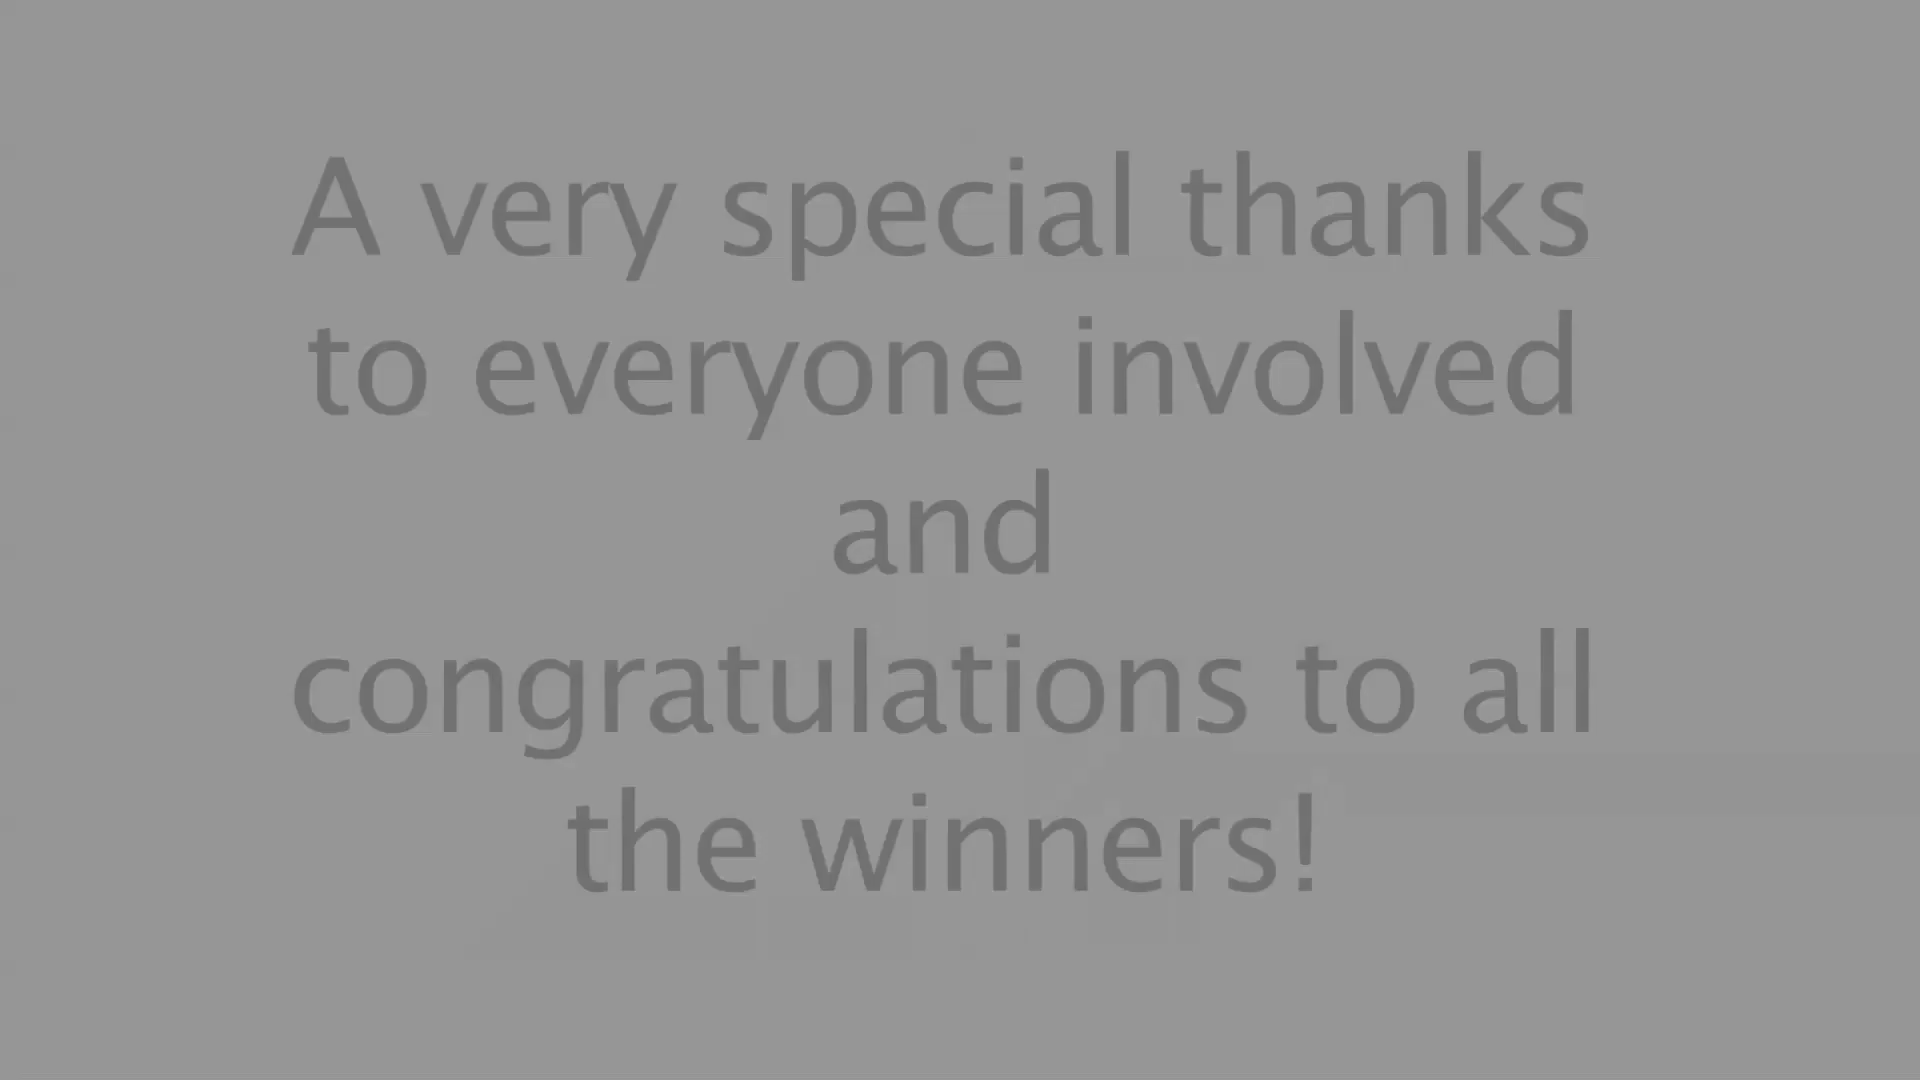 A very special thanks
to everyone involved
and
congratulations to all
the winners!